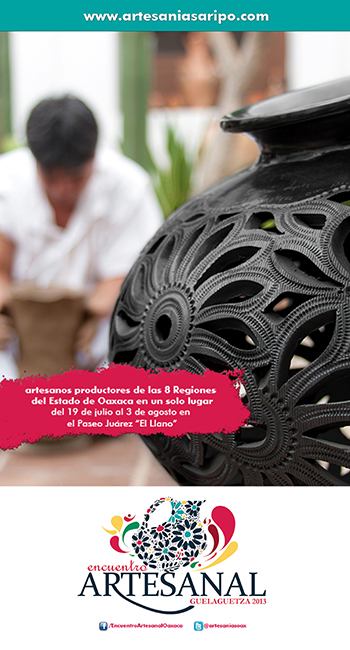 www.artesaniasaripo.com
artesanos productores de las 8 Regiones
del Estado de Oaxaca en un solo lugar
del 19 de julio al 3 de agosto en
el Paseo Juárez "El Llano"
encuentro
ARTESANAL
GUELAGUETZA 2013
/EncuentroArtesanalOaxaca
@artesaniasoax